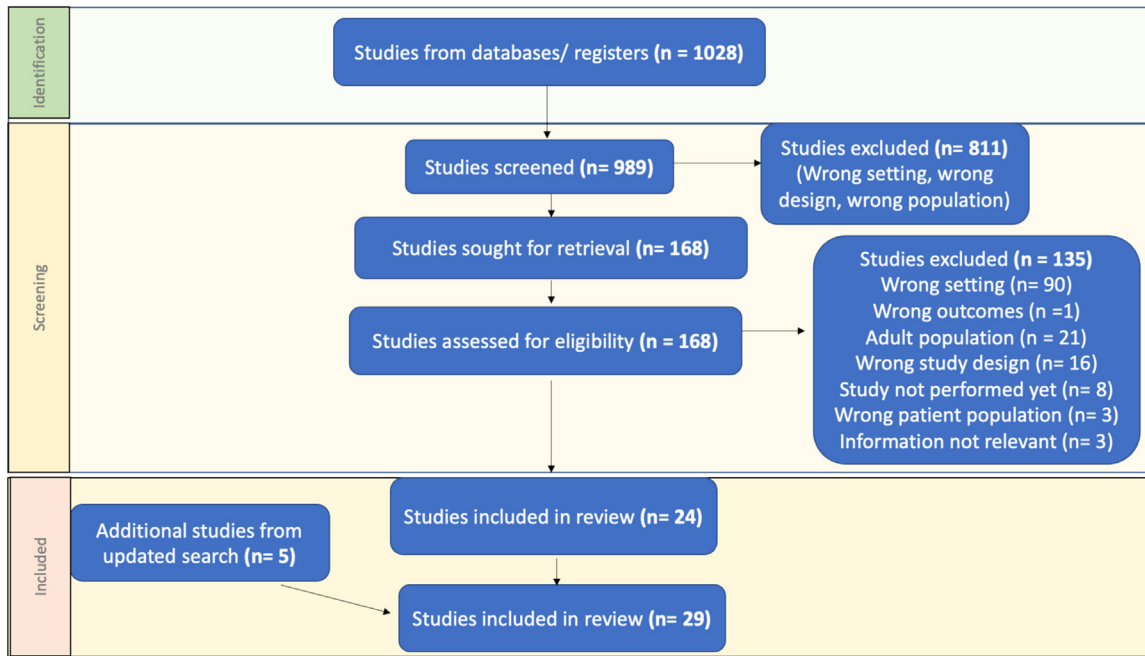 Identification
Studies from databases/ registers (n = 1028)
Screening
Studies screened (n= 989)
Studies excluded (n= 811)
(Wrong setting, wrong
design, wrong population)
Studies sought for retrieval (n= 168)
Studies assessed for eligibility (n= 168)
Studies excluded (n = 135)
Wrong setting (n= 90)
Wrong outcomes (n =1)
Adult population (n = 21)
Wrong study design (n= 16)
Study not performed yet (n= 8)
Wrong patient population (n= 3)
Information not relevant (n= 3)
Included
Studies included in review (n= 24)
Additional studies from
updated search (n= 5)
Studies included in review (n= 29)